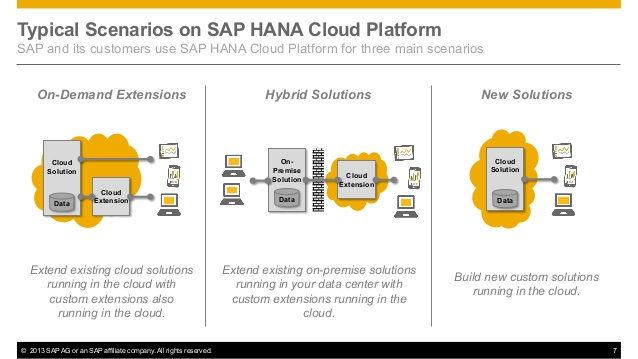 Typical Scenarios on SAP HANA Cloud Platform
SAP and its customers use SAP HANA Cloud Platform for three main scenarios
On-Demand Extensions
Cloud
Solution
Data
Cloud
Extension
Extend existing cloud solutions
running in the cloud with
custom extensions also
running in the cloud.
Hybrid Solutions
On-
Premise
Solution
Data
Cloud
Extension
Extend existing on-premise solutions
running in your data center with
custom extensions running in the
cloud.
New Solutions
Cloud
Solution
Data
Build new custom solutions
running in the cloud.
© 2013 SAP AG or an SAP affiliate company. All rights reserved.
7